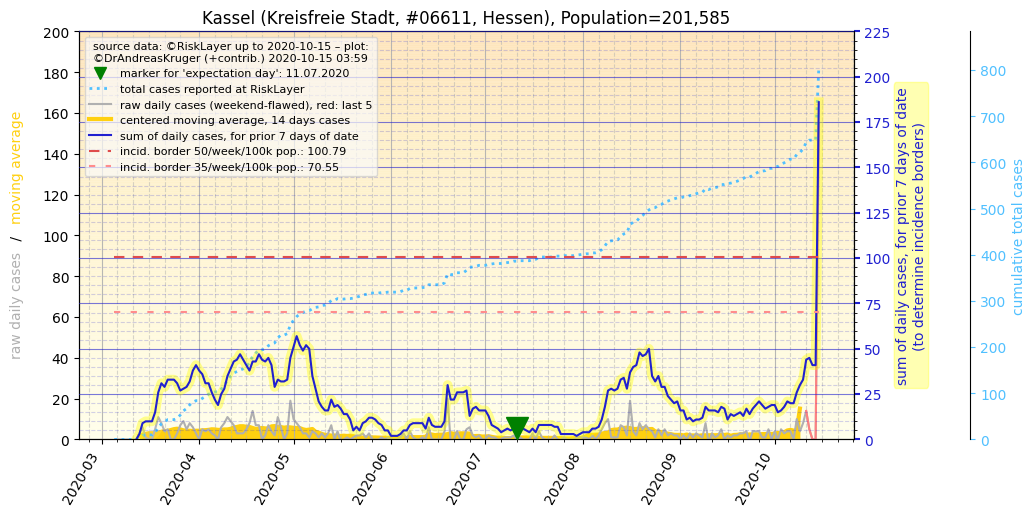 Kassel (Kreisfreie Stadt, #06611, Hessen), Population=201,585
source data: ©RiskLayer up to 2020-10-15 – plot:
©DrAndreasKruger (+contrib.) 2020-10-15 03:59
marker for 'expectation day': 11.07.2020
total cases reported at RiskLayer
raw daily cases (weekend-flawed), red: last 5
centered moving average, 14 days cases
sum of daily cases, for prior 7 days of date
incid. border 50/week/100k pop.: 100.79
incid. border 35/week/100k pop.: 70.55
raw daily cases / moving average
200
180
160
140
120
100
80
60
40
20
0
2020-03
2020-04
2020-05
2020-06
2020-07
2020-08
2020-09
2020-10
225
200
175
150
125
100
75
50
25
0
sum of daily cases, for prior 7 days of date
(to determine incidence borders)
800
700
600
500
400
300
200
100
0
cumulative total cases